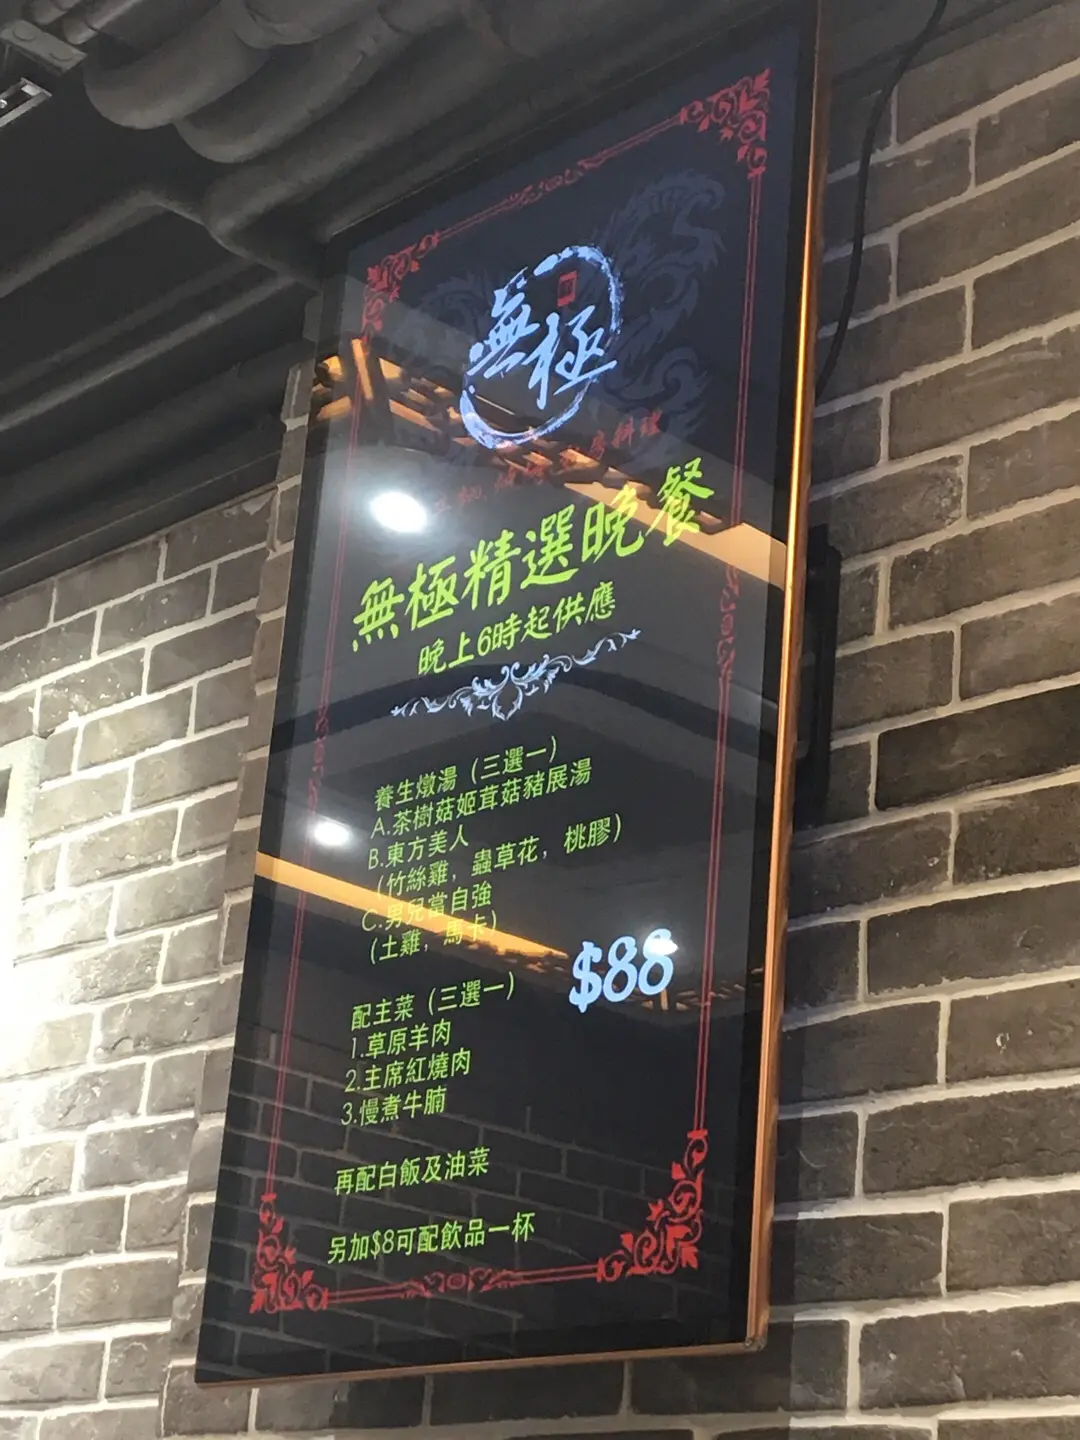 無極
無極精選晚餐
晚上6時起供應
養生燉湯（三選一）
A.茶樹菇姬茸菇豬展湯
B.東方美人
（竹絲雞，蟲草花，桃膠）
C.男兒當自強
（土雞，馬卡）
$88
配主菜（三選一）
1.草原羊肉
2.主席紅燒肉
3.慢煮牛腩
再配白飯及油菜
另加$8可配飲品一杯